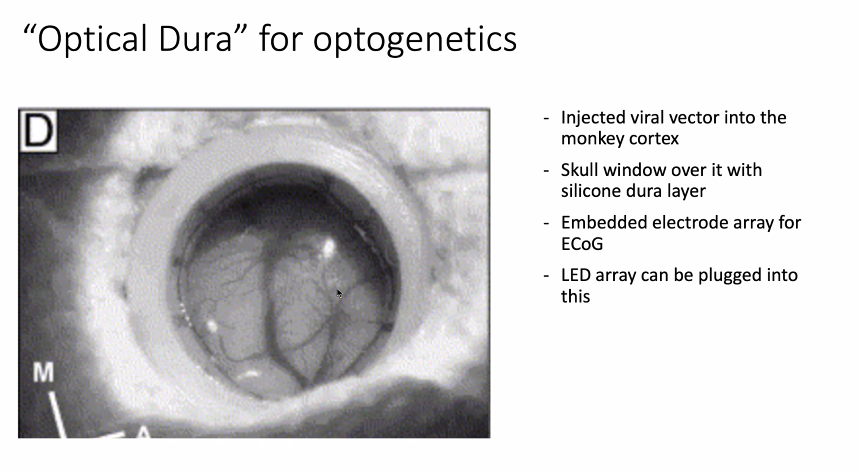 “Optical Dura” for optogenetics
D
M
A
- Injected viral vector into the
monkey cortex
- Skull window over it with
silicone dura layer
- Embedded electrode array for
ECoG
- LED array can be plugged into
this